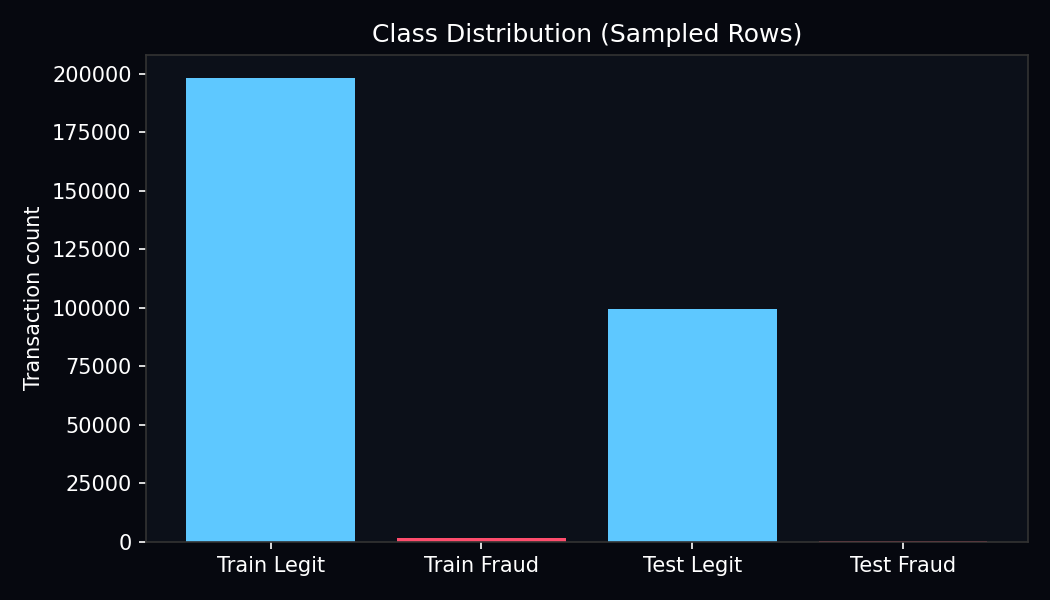 Class Distribution (Sampled Rows)
Transaction count
200000
175000
150000
125000
100000
75000
50000
25000
0
Train Legit
Train Fraud
Test Legit
Test Fraud